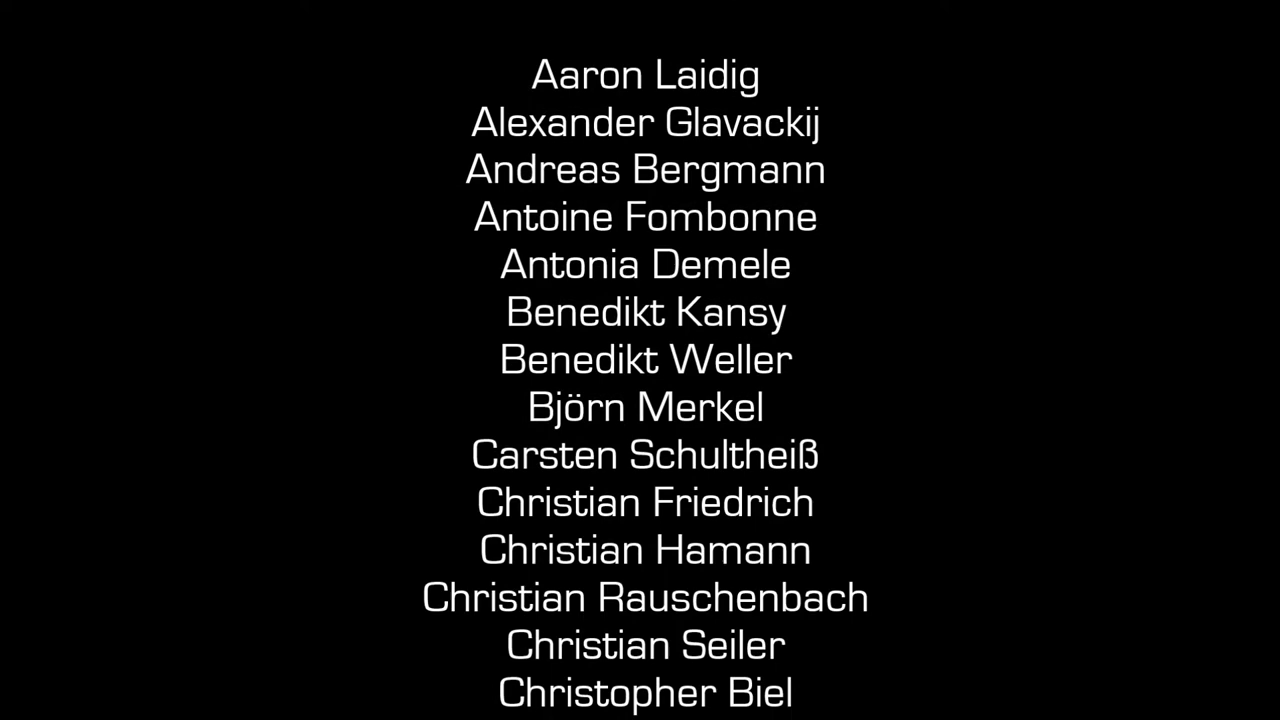 Aaron Laidig
Alexander Glavackij
Andreas Bergmann
Antoine Fombonne
Antonia Demele
Benedikt Kansy
Benedikt Weller
Björn Merkel
Carsten Schultheiß
Christian Friedrich
Christian Hamann
Christian Rauschenbach
Christian Seiler
Christopher Biel